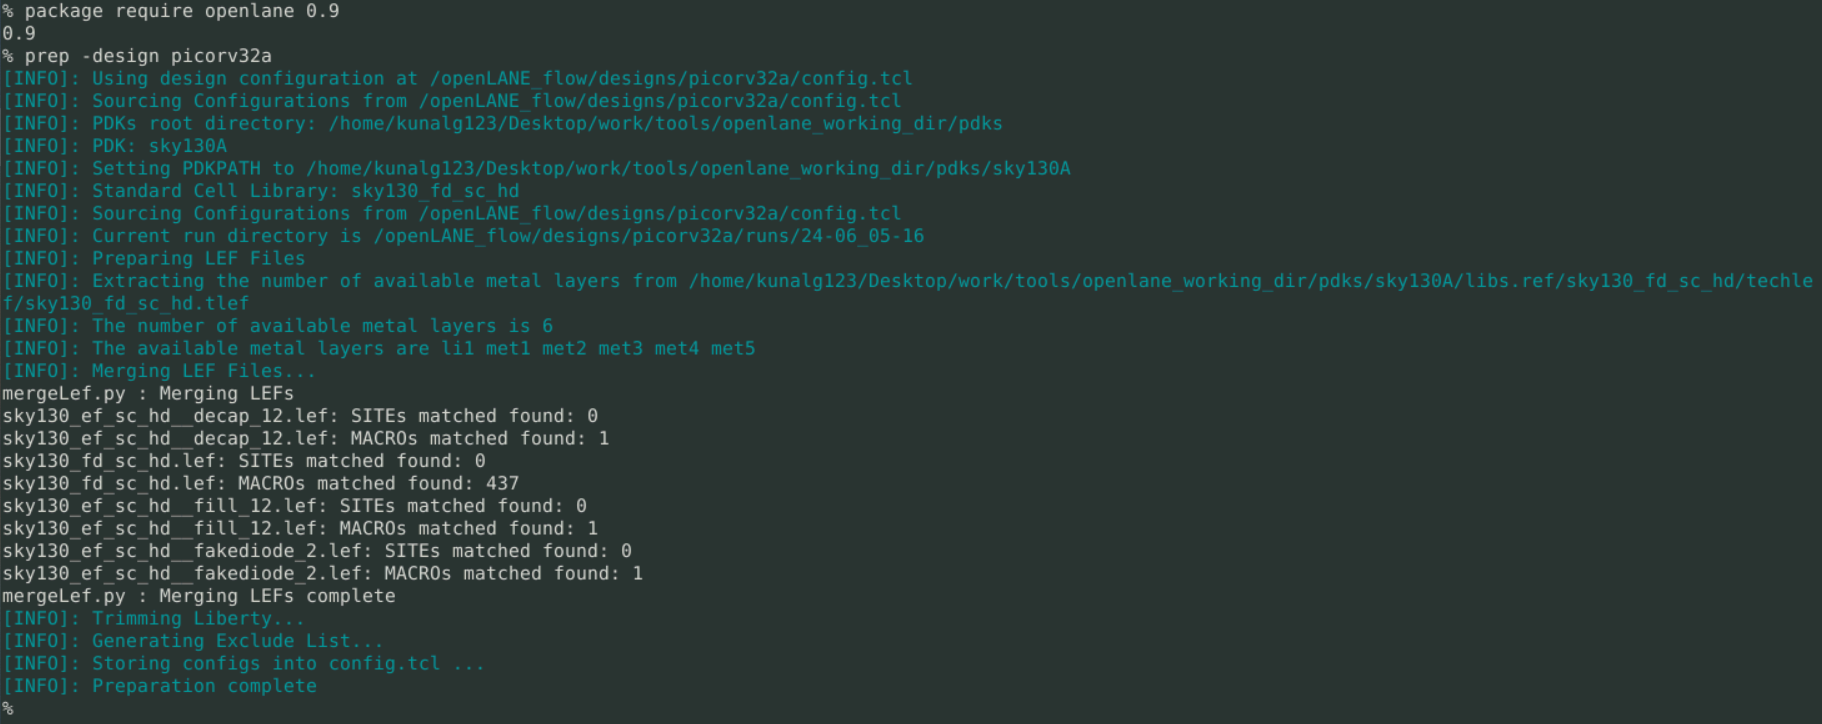 % package require openlane 0.9
0.9
% prep -design picorv32a
[INFO]: Using design configuration at /openLANE_flow/designs/picorv32a/config.tcl
[INFO]: Sourcing Configurations from /openLANE_flow/designs/picorv32a/config.tcl
[INFO]: PDKs root directory: /home/kunalg123/Desktop/work/tools/openlane_working_dir/pdks
[INFO]: PDK: sky130A
[INFO]: Setting PDKPATH to /home/kunalg123/Desktop/work/tools/openlane_working_dir/pdks/sky130A
[INFO]: Standard Cell Library: sky130_fd_sc_hd
[INFO]: Sourcing Configurations from /openLANE_flow/designs/picorv32a/config.tcl
[INFO]: Current run directory is /openLANE_flow/designs/picorv32a/runs/24-06_05-16
[INFO]: Preparing LEF Files
[INFO]: Extracting the number of available metal layers from /home/kunalg123/Desktop/work/tools/openlane_working_dir/pdks/sky130A/libs.ref/sky130_fd_sc_hd/techle
f/sky130_fd_sc_hd.tlef
[INFO]: The number of available metal layers is 6
[INFO]: The available metal layers are li1 met1 met2 met3 met4 met5
[INFO]: Merging LEF Files...
mergeLef.py : Merging LEFs
sky130_ef_sc_hd__decap_12.lef: SITEs matched found: 0
sky130_ef_sc_hd__decap_12.lef: MACROs matched found: 1
sky130_fd_sc_hd.lef: SITEs matched found: 0
sky130_fd_sc_hd.lef: MACROs matched found: 437
sky130_ef_sc_hd__fill_12.lef: SITEs matched found: 0
sky130_ef_sc_hd__fill_12.lef: MACROs matched found: 1
sky130_ef_sc_hd__fakediode_2.lef: SITEs matched found: 0
sky130_ef_sc_hd__fakediode_2.lef: MACROs matched found: 1
mergeLef.py : Merging LEFs complete
[INFO]: Trimming Liberty...
[INFO]: Generating Exclude List...
[INFO]: Storing configs into config.tcl ...
[INFO]: Preparation complete
%